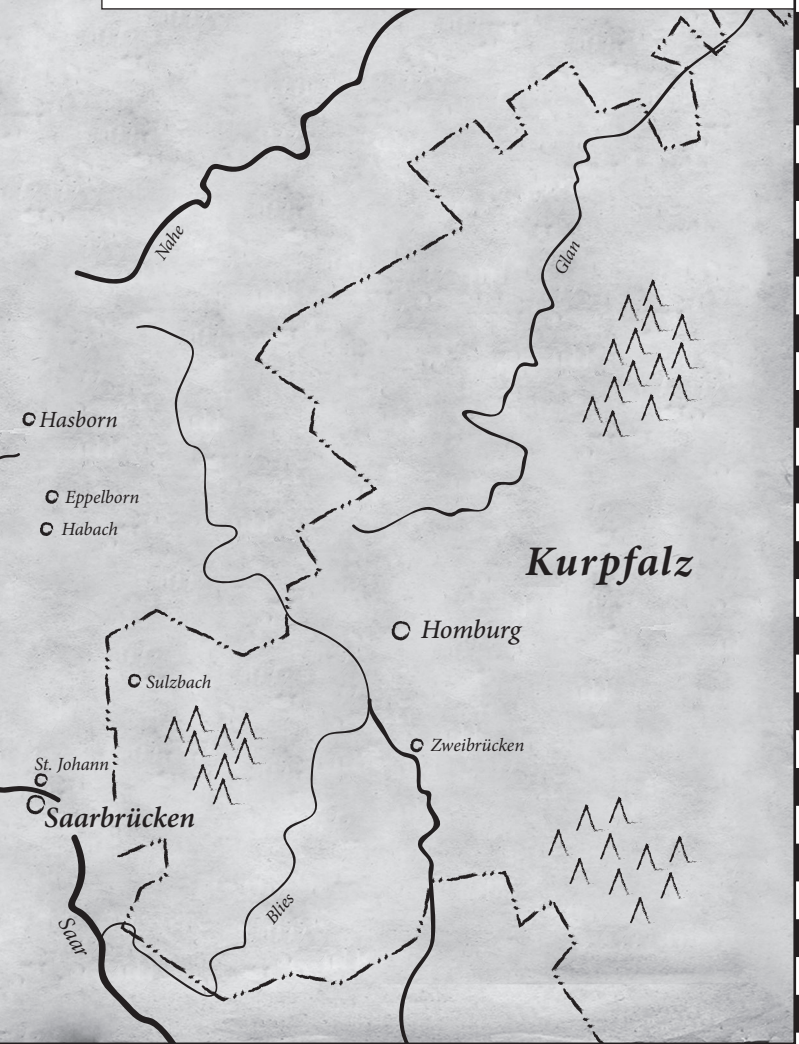 Nahe
Glan
Hasborn
Eppelborn
Habach
Kurpfalz
Homburg
Sulzbach
Zweibrücken
St. Johann
Saarbrücken
Blies
Saar